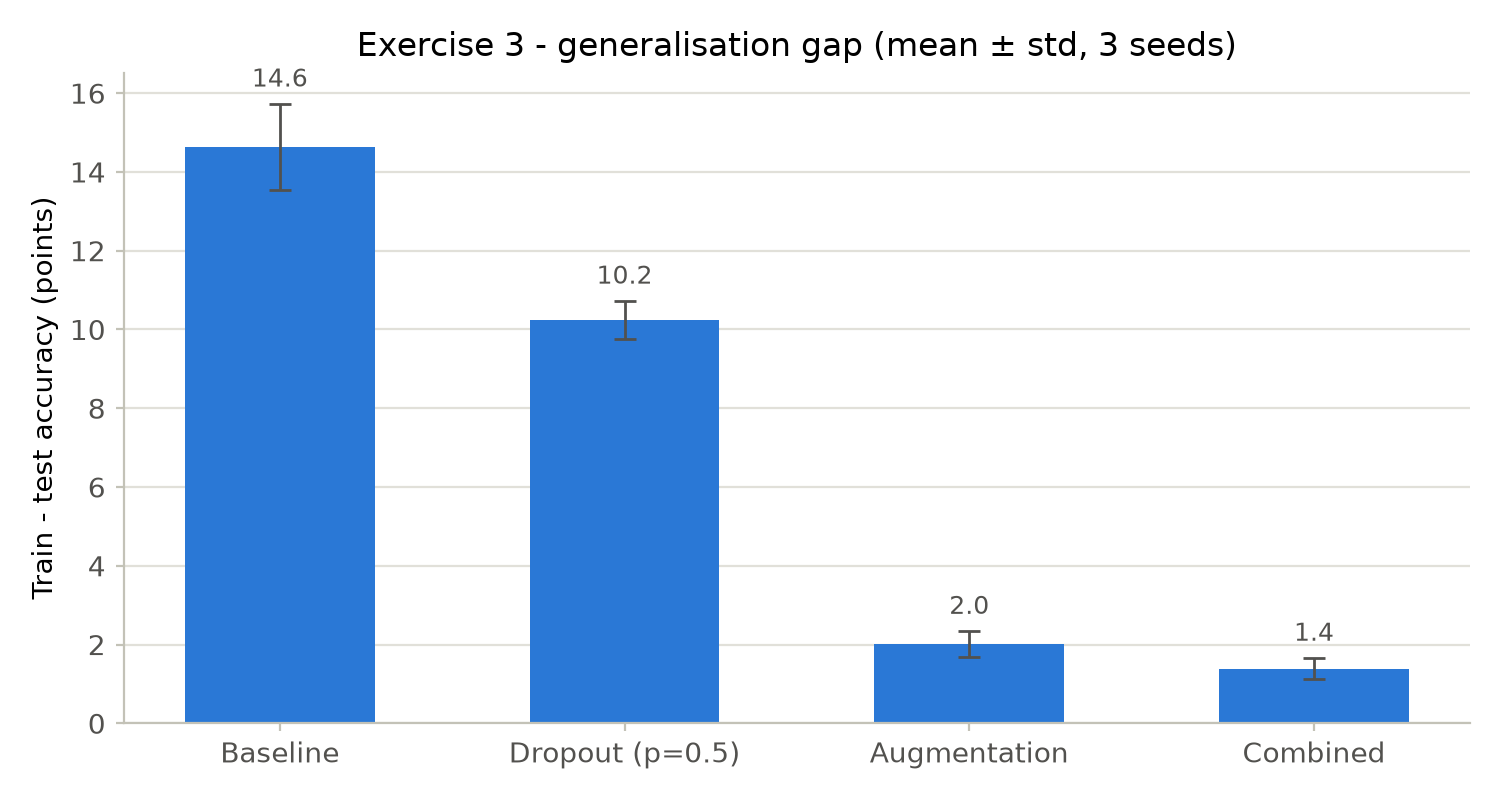 Exercise 3 - generalisation gap (mean ± std, 3 seeds)
Train - test accuracy (points)
16
14
12
10
8
6
4
2
0
14.6
10.2
2.0
1.4
Baseline
Dropout (p=0.5)
Augmentation
Combined